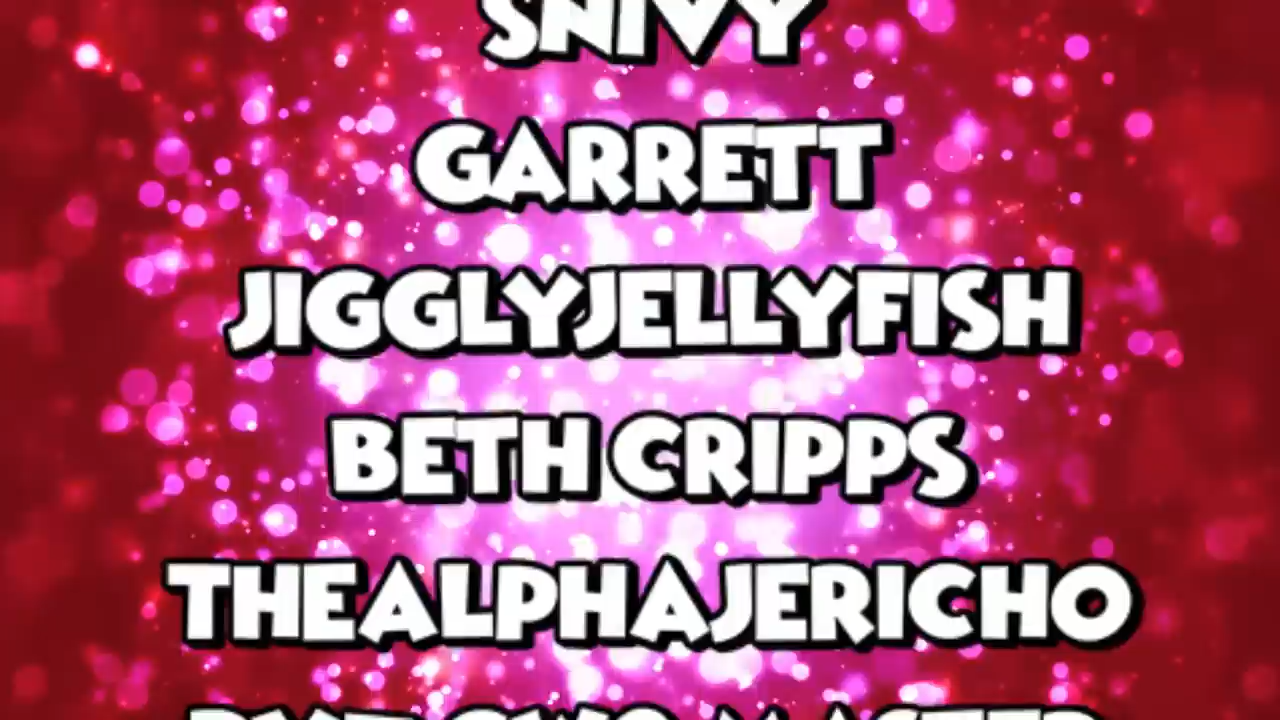 SNIVY
GARRETT
JIGGLYJELLYFISH
BETH CRIPPS
THEALPHAJERICHO